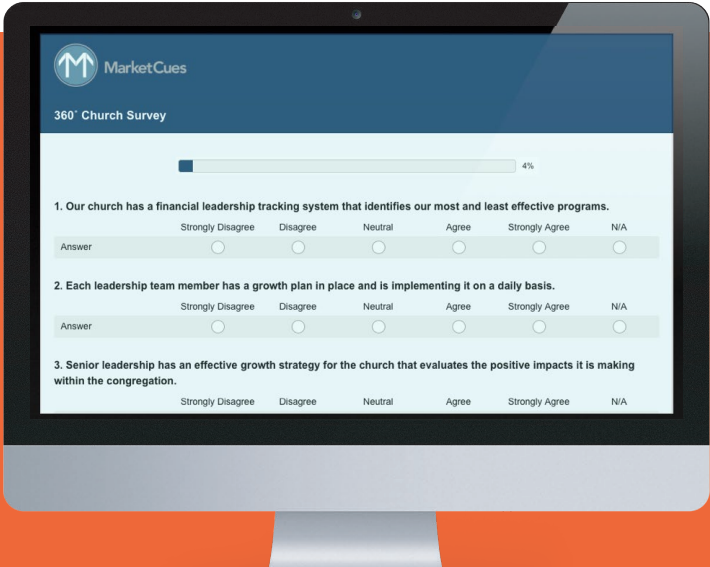 MarketCues
360° Church Survey
4%
1. Our church has a financial leadership tracking system that identifies our most and least effective programs.
Strongly Disagree Disagree Neutral Agree Strongly Agree N/A
Answer
2. Each leadership team member has a growth plan in place and is implementing it on a daily basis.
Strongly Disagree Disagree Neutral Agree Strongly Agree N/A
Answer
3. Senior leadership has an effective growth strategy for the church that evaluates the positive impacts it is making
within the congregation.
Strongly Disagree Disagree Neutral Agree Strongly Agree N/A